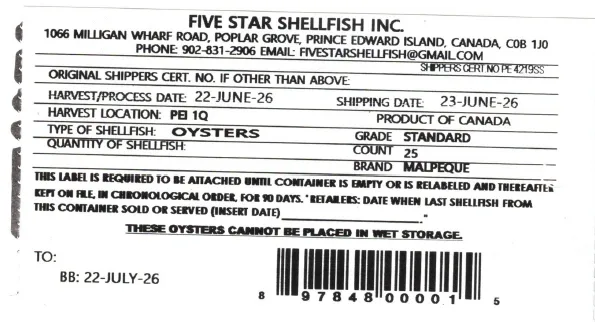 FIVE STAR SHELLFISH INC.
1066 MILLIGAN WHARF ROAD, POPLAR GROVE, PRINCE EDWARD ISLAND, CANADA, C0B 1J0
PHONE: 902-831-2906 EMAIL: FIVESTARSHELLFISH@GMAIL.COM
SHIPPERS CERT NO PE 4219SS
ORIGINAL SHIPPERS CERT. NO. IF OTHER THAN ABOVE:
HARVEST/PROCESS DATE: 22-JUNE-26 SHIPPING DATE: 23-JUNE-26
HARVEST LOCATION: PEI 1Q PRODUCT OF CANADA
TYPE OF SHELLFISH: OYSTERS GRADE STANDARD
QUANTITY OF SHELLFISH: COUNT 25
BRAND MALPEQUE
THIS LABEL IS REQUIRED TO BE ATTACHED UNTIL CONTAINER IS EMPTY OR IS RELABELED AND THEREAFTER
KEPT ON FILE, IN CHRONOLOGICAL ORDER, FOR 90 DAYS. "RETAILERS: DATE WHEN LAST SHELLFISH FROM
THIS CONTAINER SOLD OR SERVED (INSERT DATE)____________________"
THESE OYSTERS CANNOT BE PLACED IN WET STORAGE.
TO:
BB: 22-JULY-26
8 97848 00001 5